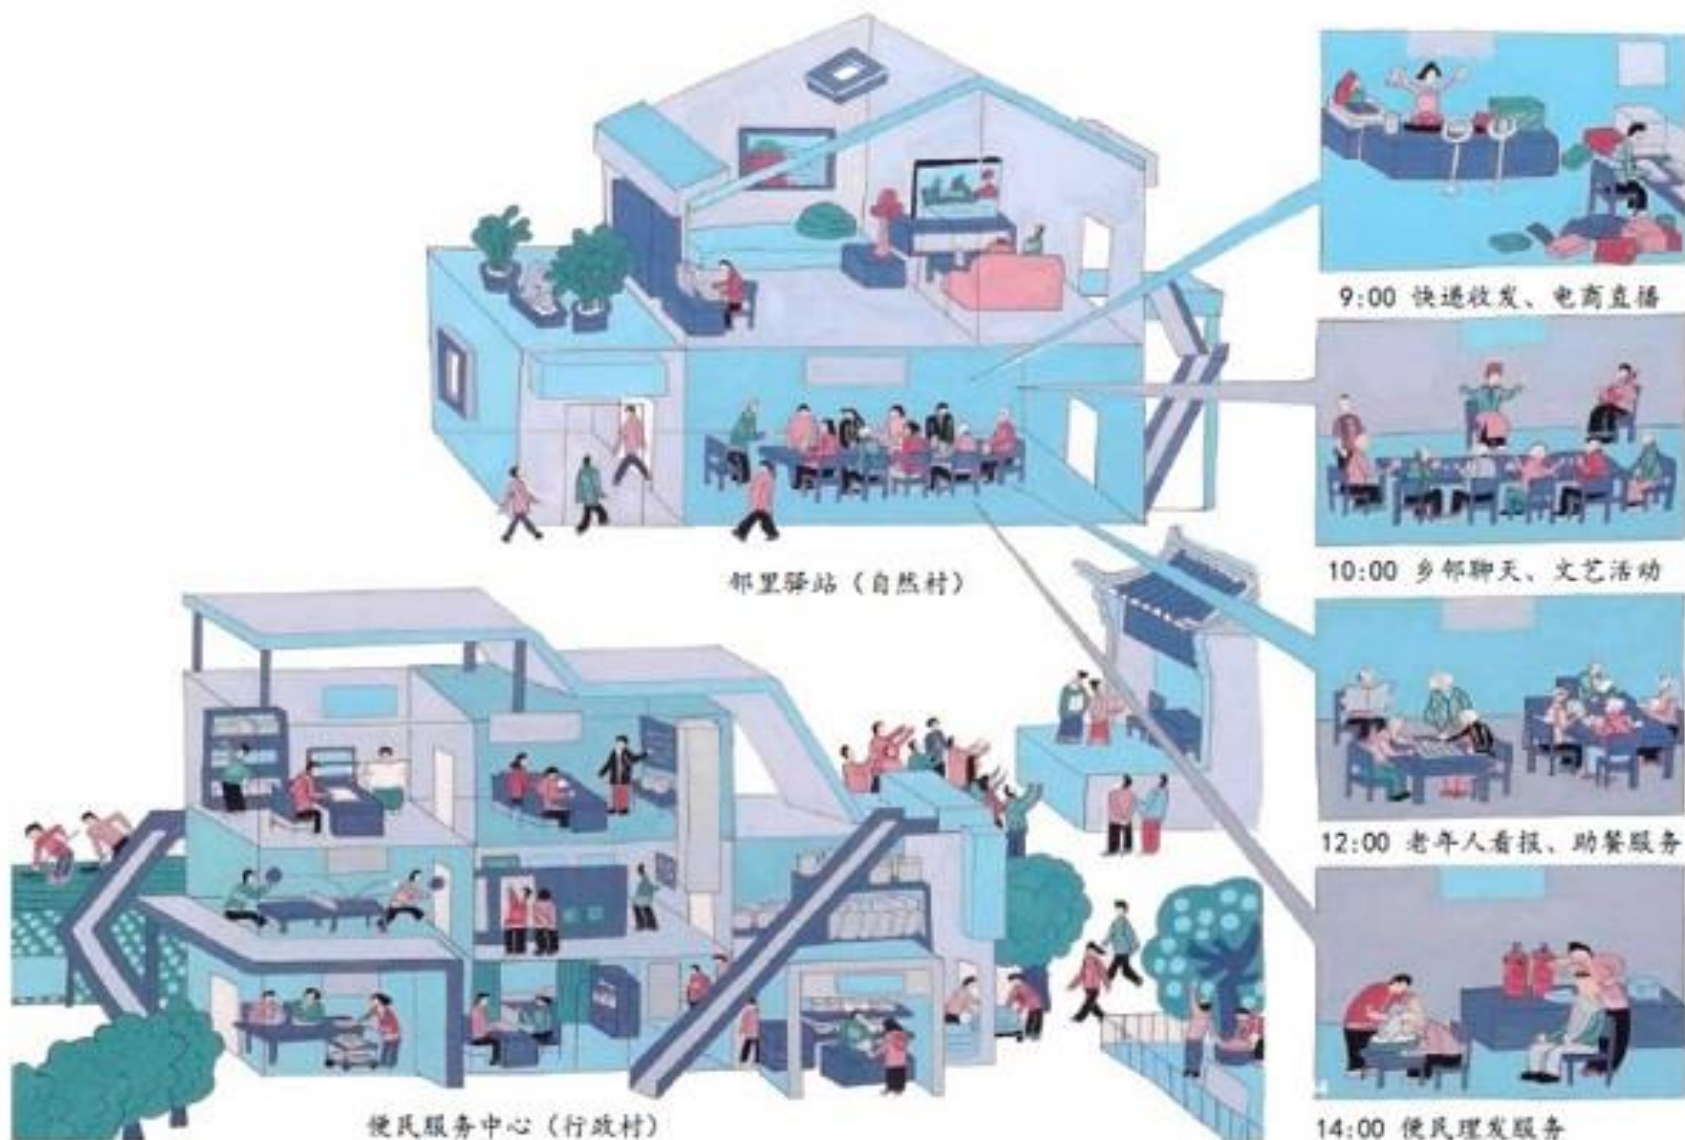 9:00 快递收发、电商直播
10:00 乡邻聊天、文艺活动
邻里驿站（自然村）
12:00 老年人看报、助餐服务
便民服务中心（行政村）
14:00 便民理发服务